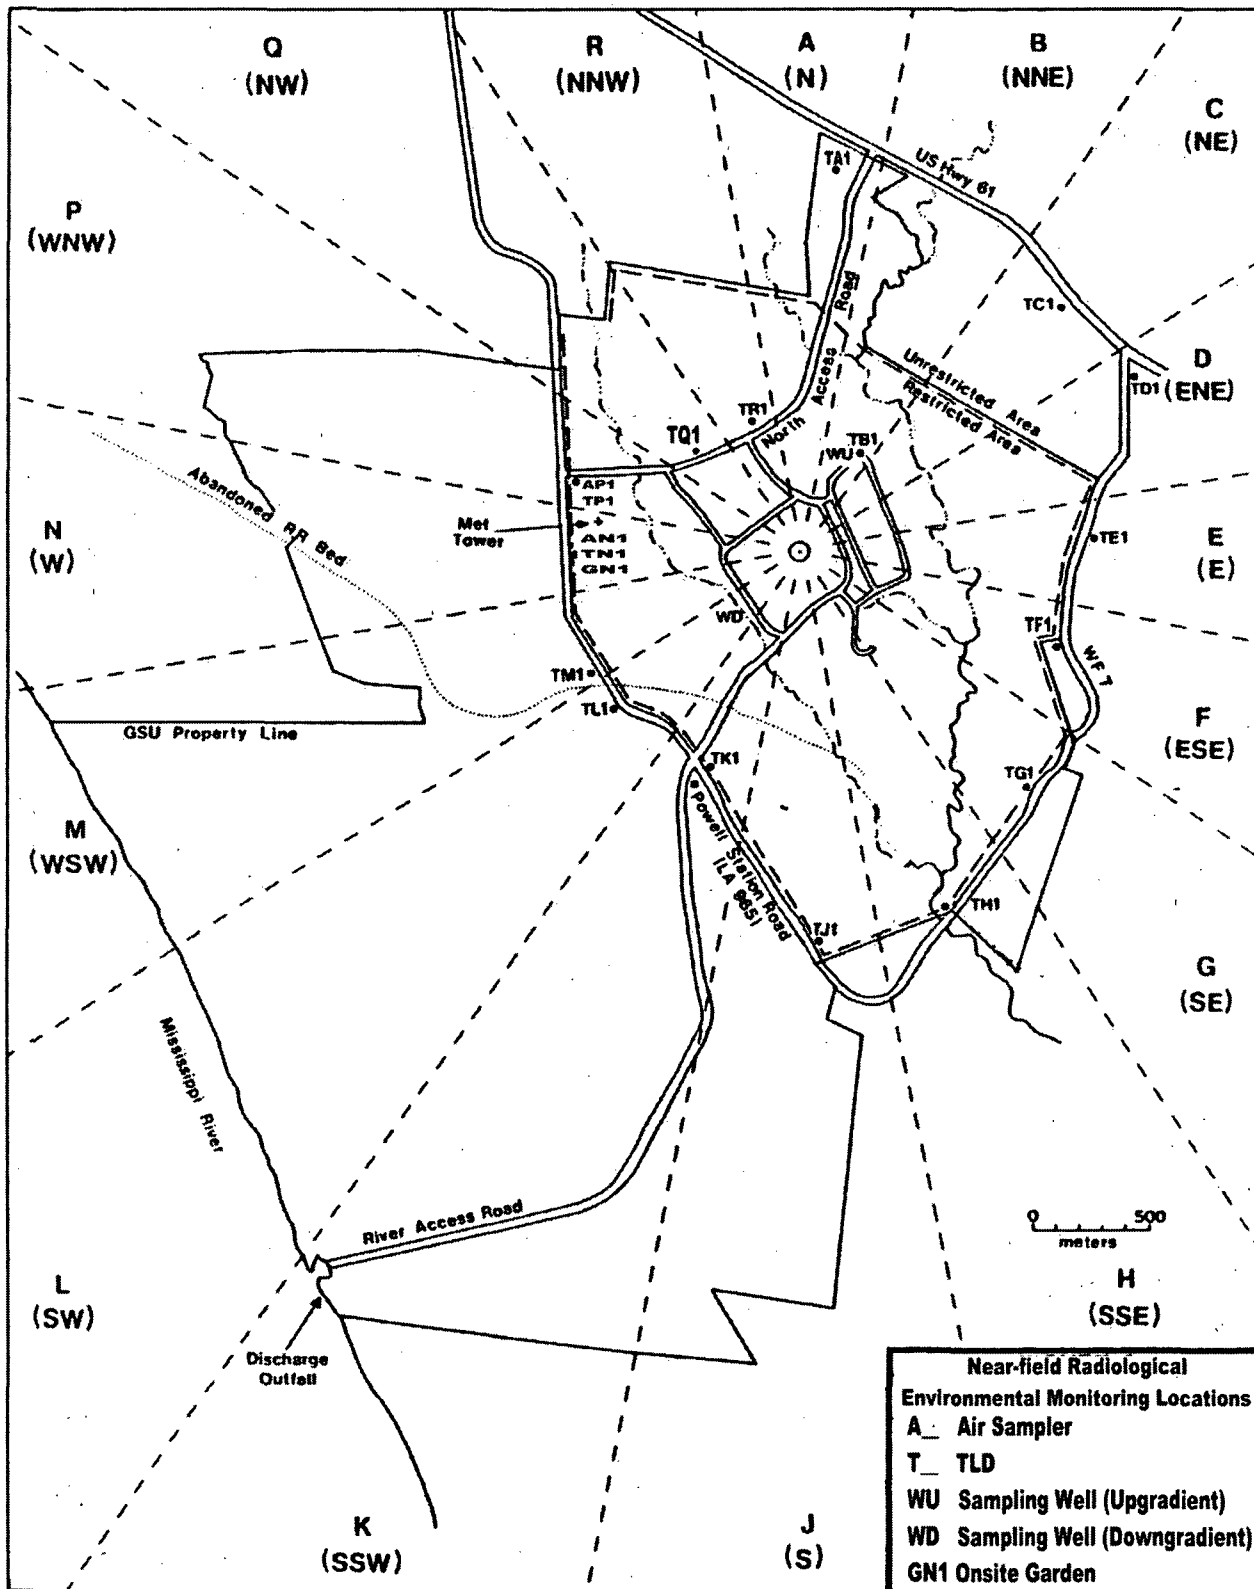 Q
(NW)
R
(NNW)
A
(N)
B
(NNE)
C
(NE)
P
(WNW)
US Hwy 61
TA1
TC1
D
(ENE)
TD1
North Access Road
Unrestricted Area
Restricted Area
TR1
TQ1
TB1
WU
AP1
TP1
Met
Tower
AN1
TN1
GN1
Abandoned RR Bed
N
(W)
TE1
E
(E)
WD
TF1
WF 7
TM1
TL1
GSU Property Line
F
(ESE)
TK1
TG1
M
(WSW)
Powell Station Road
(LA 965)
TH1
TJ1
G
(SE)
Mississippi River
River Access Road
0 500
meters
L
(SW)
H
(SSE)
Discharge
Outfall
K
(SSW)
J
(S)
Near-field Radiological
Environmental Monitoring Locations
A_ Air Sampler
T_ TLD
WU Sampling Well (Upgradient)
WD Sampling Well (Downgradient)
GN1 Onsite Garden